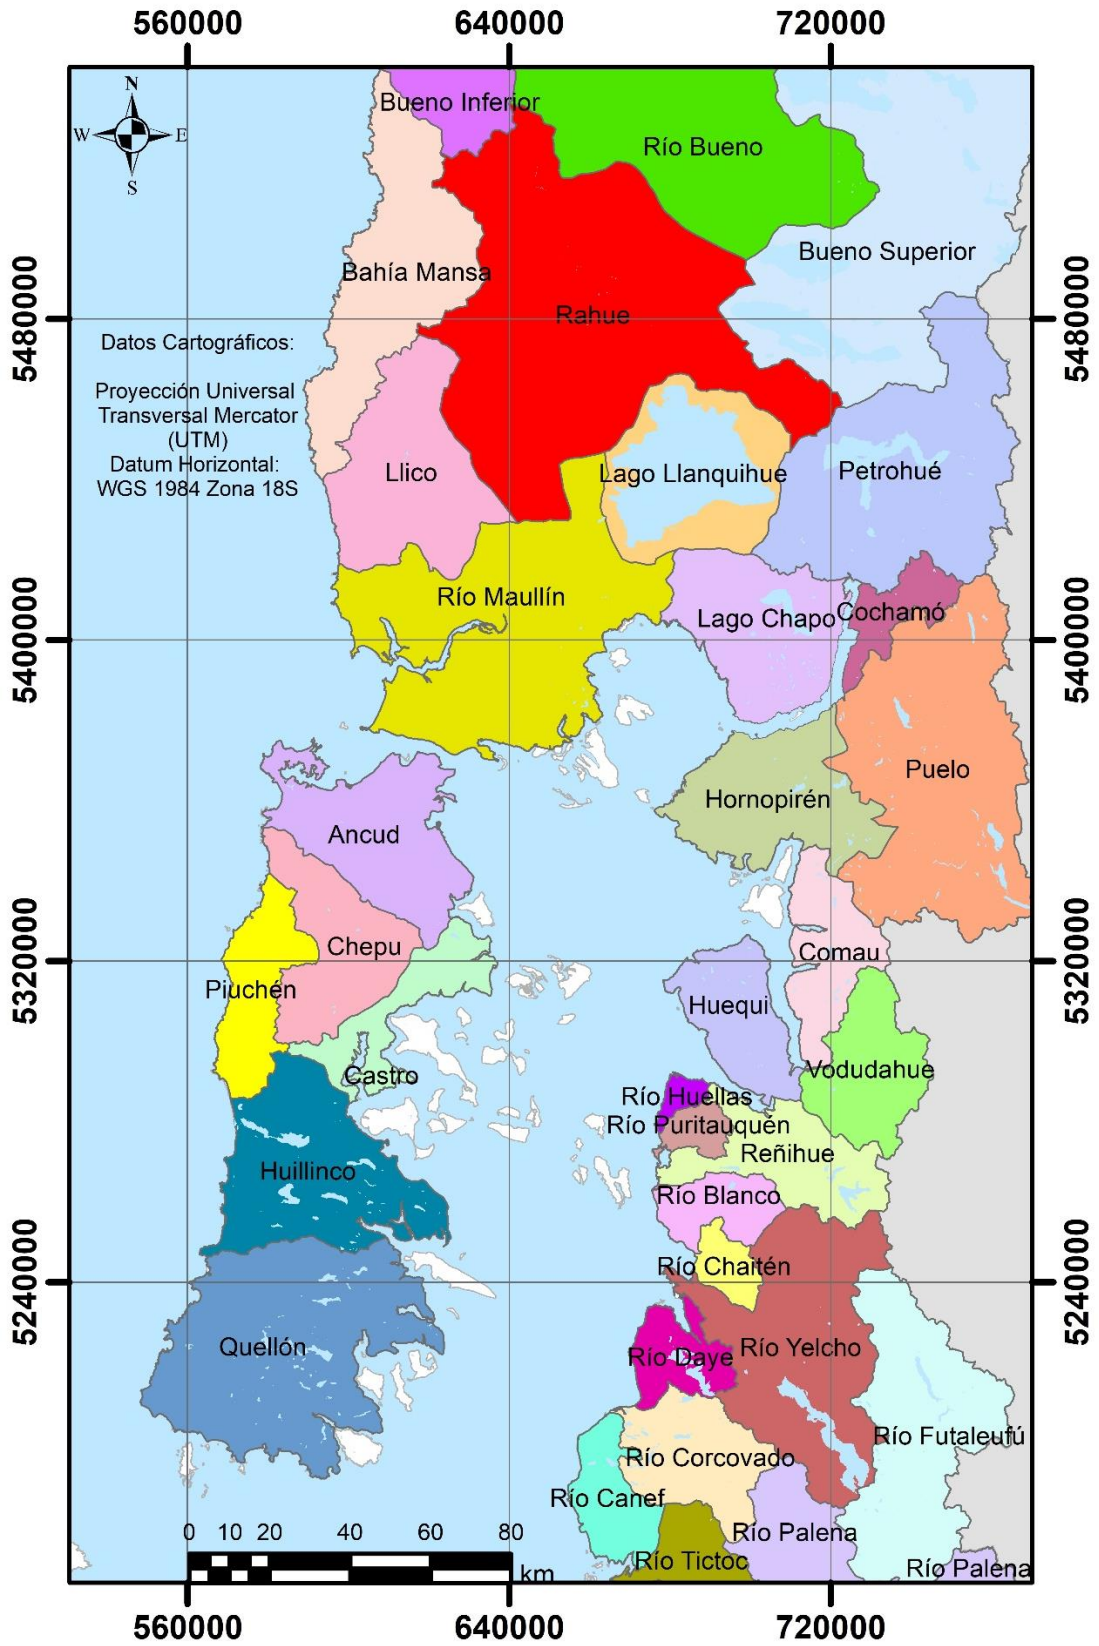 560000 640000 720000
N
W E
S
Bueno Inferior
Río Bueno
Bueno Superior
Bahía Mansa
Rahue
5480000 5480000
Datos Cartográficos:
Proyección Universal
Transversal Mercator
(UTM)
Datum Horizontal:
WGS 1984 Zona 18S
Llico
Lago Llanquihue
Petrohué
Río Maullín
Lago Chapo
Cochamó
5400000 5400000
Puelo
Hornopirén
Ancud
Chepu
Comau
5320000 5320000
Piuchén
Huequi
Castro
Vodudahue
Río Huellas
Río Puritauquén
Reñihue
Huillinco
Río Blanco
Río Chaitén
5240000 5240000
Quellón
Río Daye
Río Yelcho
Río Futaleufú
Río Corcovado
Río Canef
Río Palena
Río Tictoc
Río Palena
0 10 20 40 60 80
km
560000 640000 720000